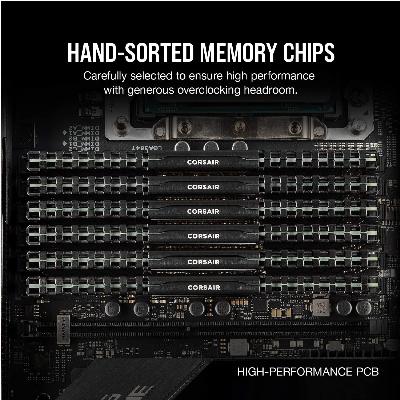 HAND-SORTED MEMORY CHIPS
Carefully selected to ensure high performance
with generous overclocking headroom.
CORSAIR
CORSAIR
CORSAIR
CORSAIR
CORSAIR
CORSAIR
HIGH-PERFORMANCE PCB